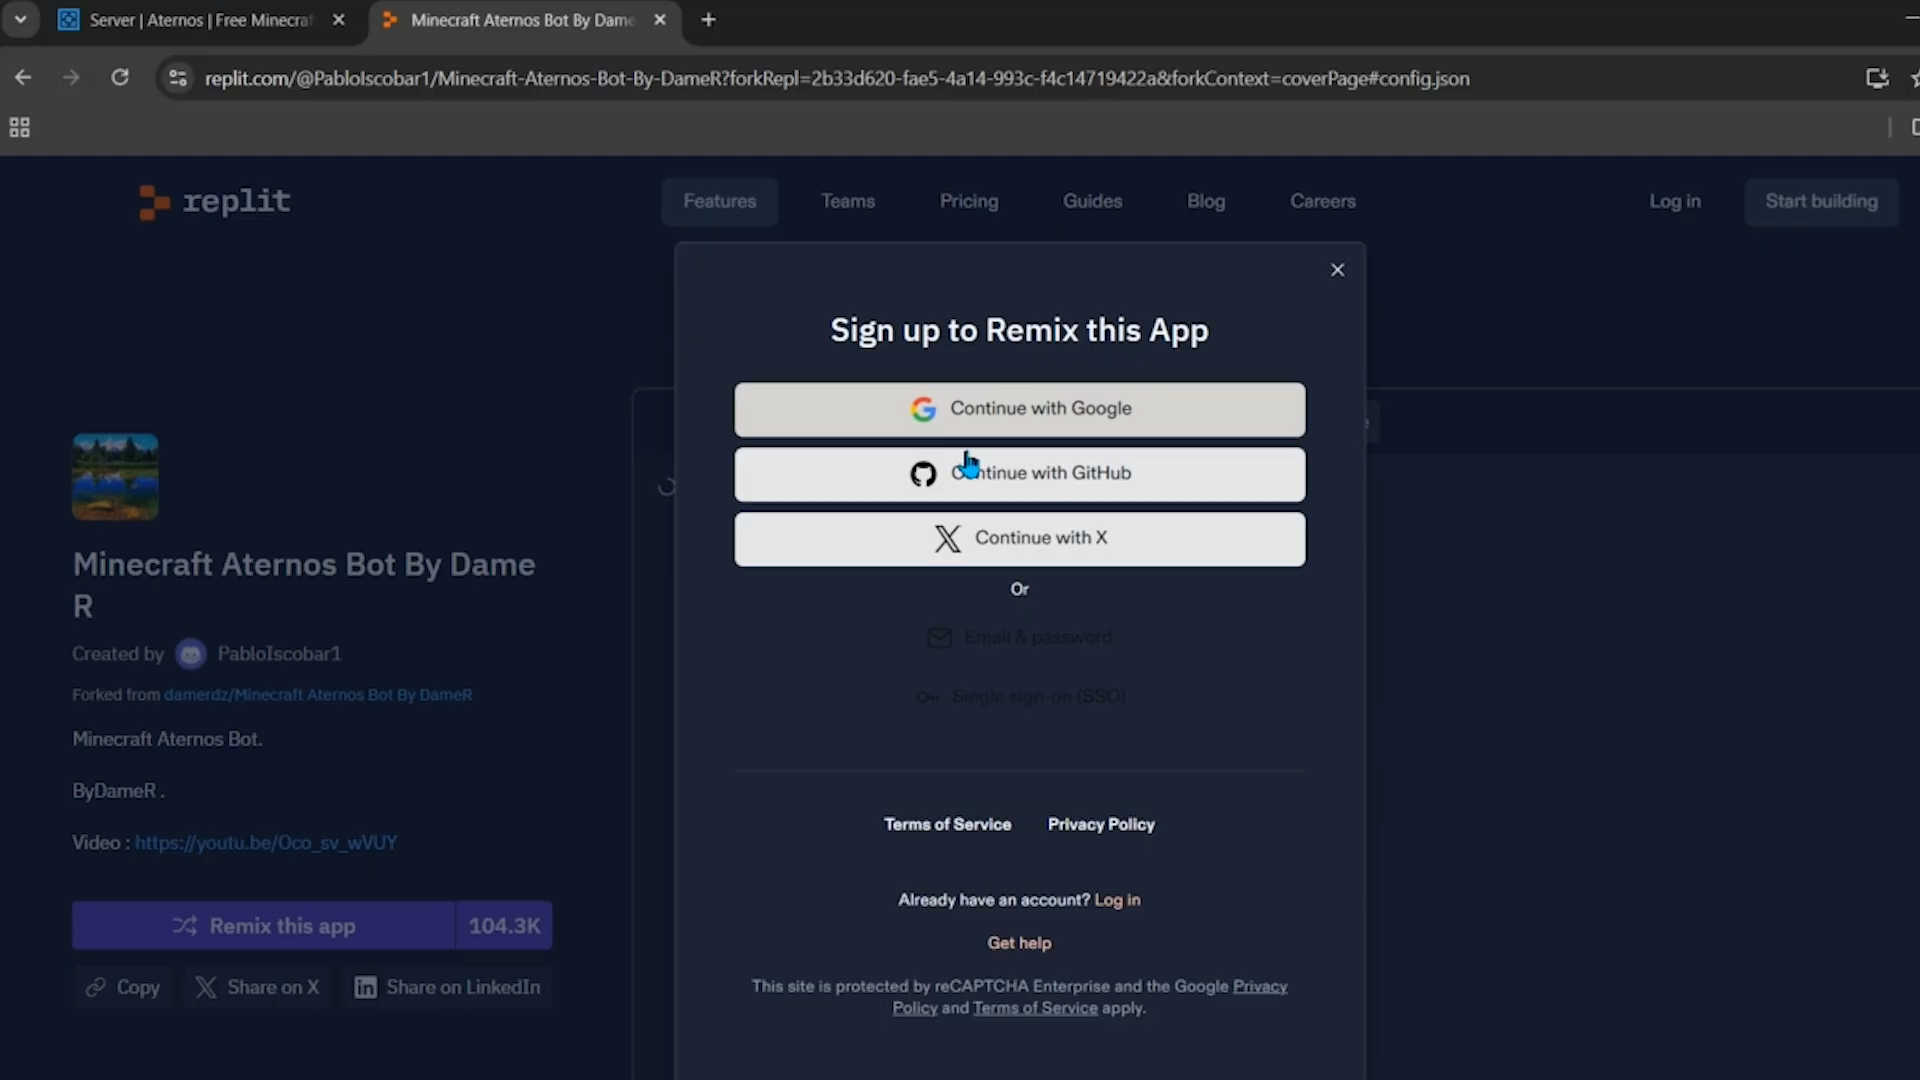 Server | Aternos | Free Minecraf
Minecraft Aternos Bot By Dame
replit.com/@PabloIscobar1/Minecraft-Aternos-Bot-By-DameR?forkRepl=2b33d620-fae5-4a14-993c-f4c14719422a&forkContext=coverPage#config.json
replit
Features
Teams
Pricing
Guides
Blog
Careers
Log in
Start building
Sign up to Remix this App
Continue with Google
Continue with GitHub
Continue with X
Or
Email & password
Single sign-on (SSO)
Terms of Service
Privacy Policy
Already have an account? Log in
Get help
This site is protected by reCAPTCHA Enterprise and the Google Privacy
Policy and Terms of Service apply.
Minecraft Aternos Bot By Dame
R
Created by PabloIscobar1
Forked from damerdz/Minecraft Aternos Bot By DameR
Minecraft Aternos Bot.
ByDameR .
Video : https://youtu.be/Oco_sv_wVUY
Remix this app 104.3K
Copy
Share on X
Share on LinkedIn